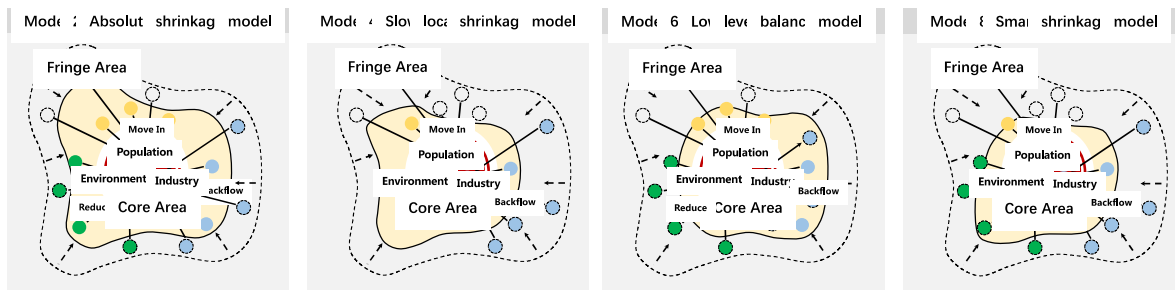 Mode 2 Absolut shrinkag model
Fringe Area
Move In
Population
Environment Industry
ackflow
Reduc
Core Area
Mode 4 Slow loca shrinkag model
Fringe Area
Move In
Population
Environment Industry
Backflow
Core Area
Mode 6 Low leve balanc model
Fringe Area
Move In
Population
Environment Industry
Backflow
Reduce
Core Area
Mode 8 Smar shrinkag model
Fringe Area
Move In
Population
Environment Industry
Backflow
Core Area